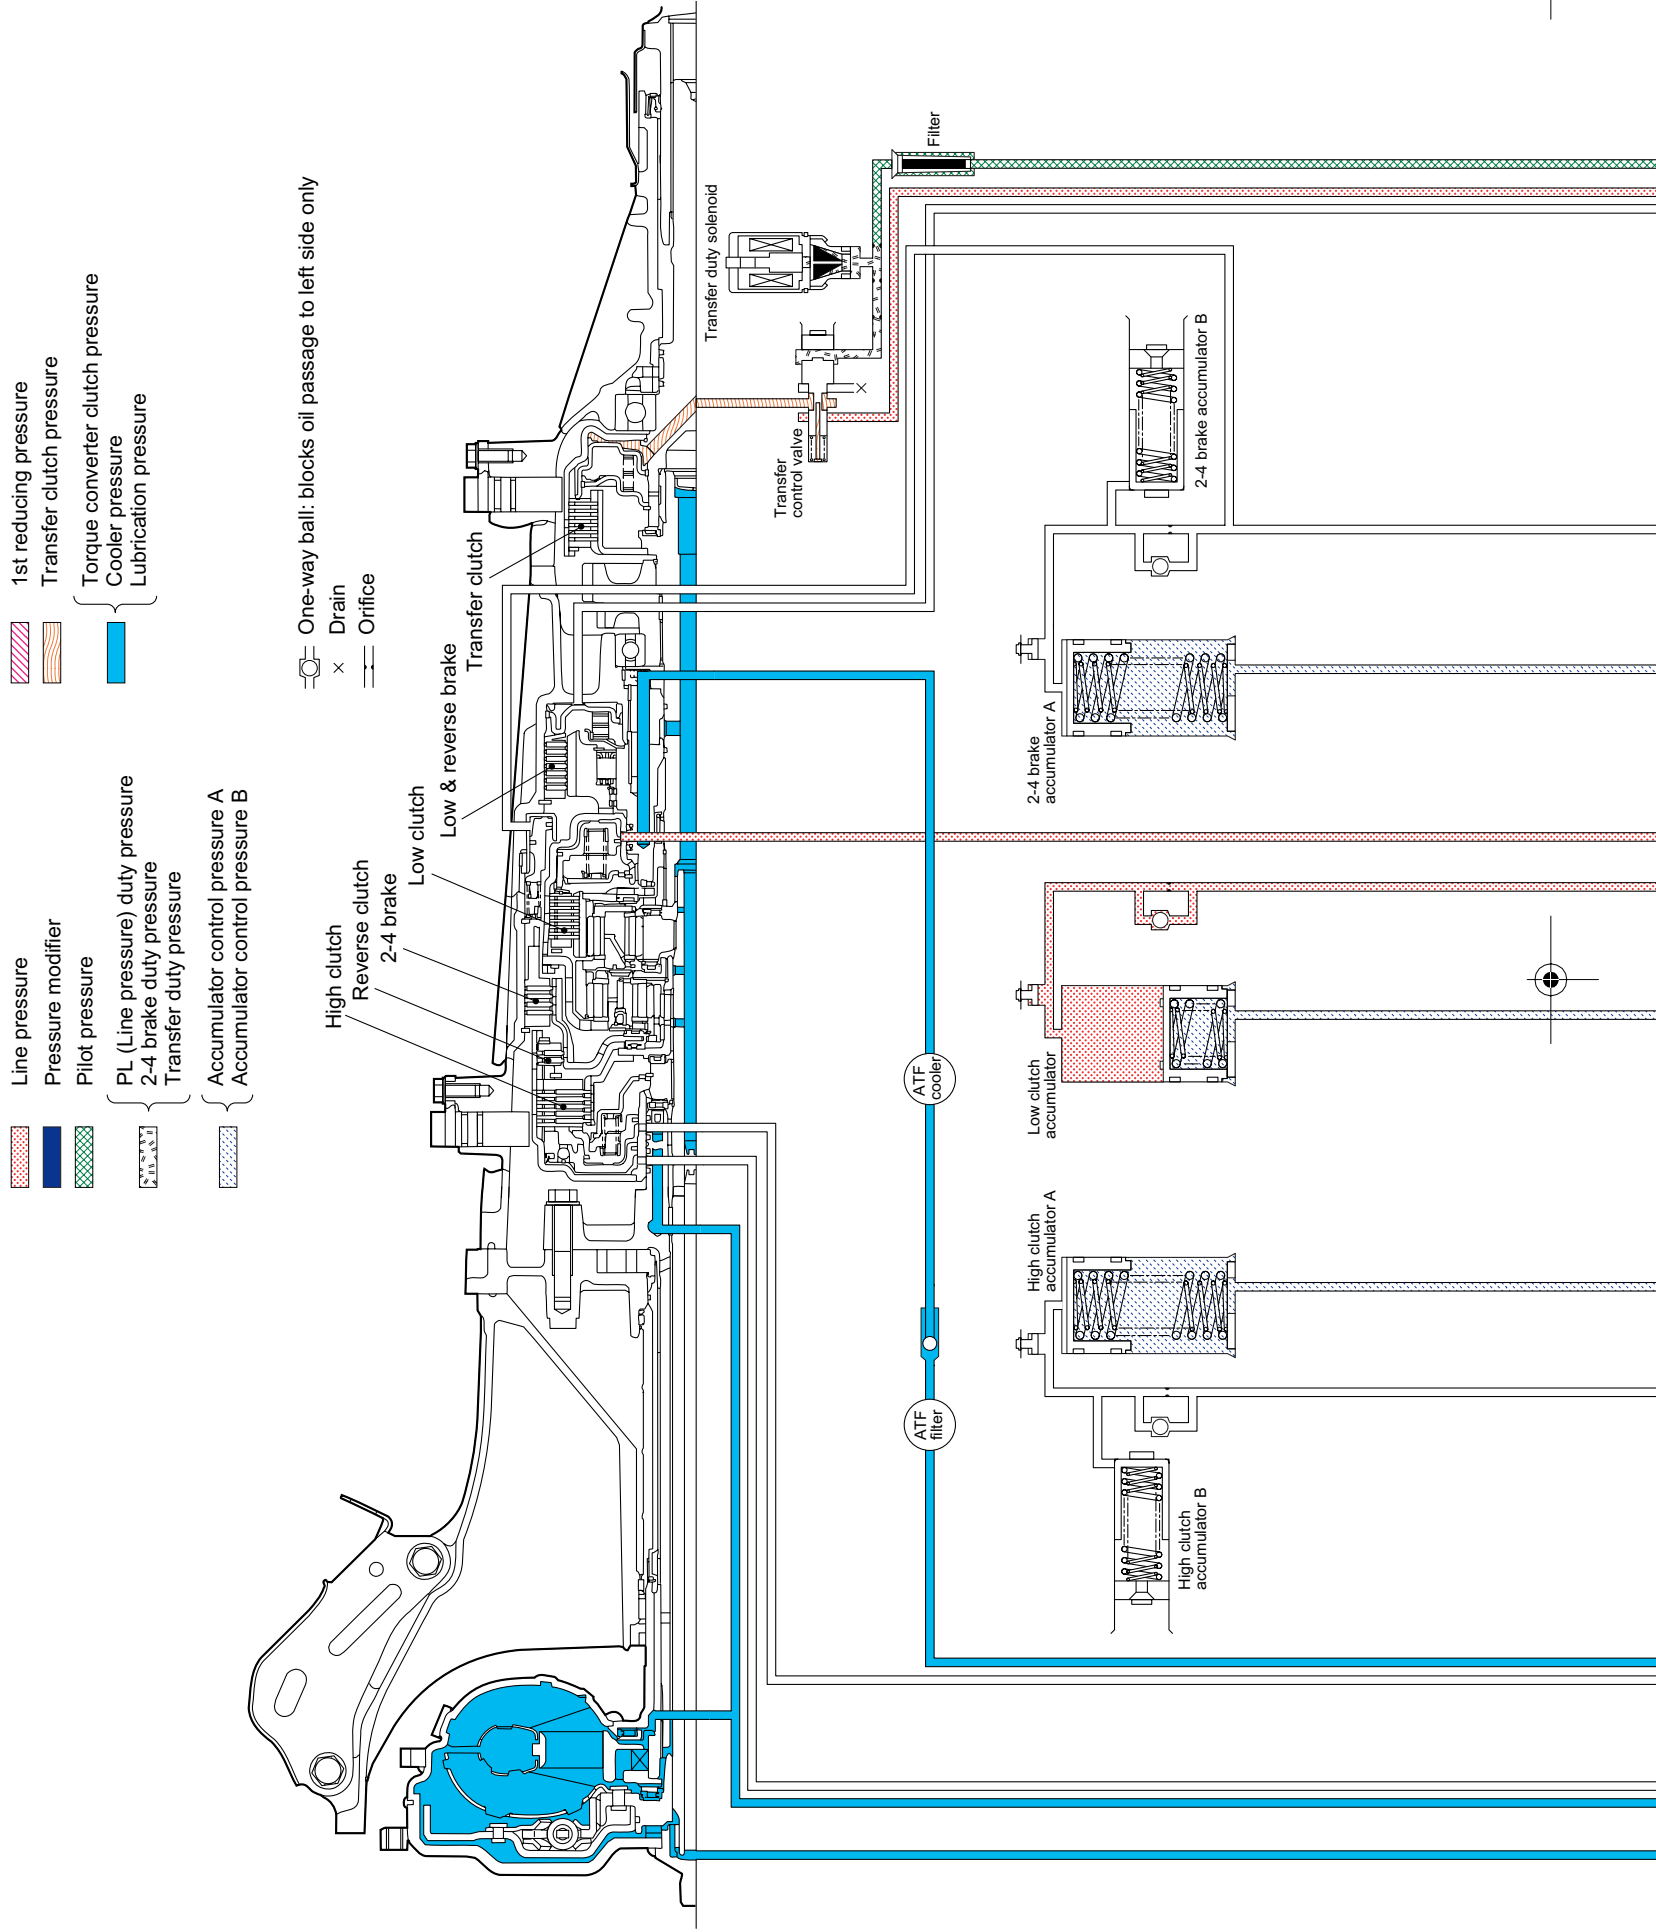 Line pressure
Pressure modifier
Pilot pressure
PL (Line pressure) duty pressure
2-4 brake duty pressure
Transfer duty pressure
Accumulator control pressure A
Accumulator control pressure B
1st reducing pressure
Transfer clutch pressure
Torque converter clutch pressure
Cooler pressure
Lubrication pressure
One-way ball: blocks oil passage to left side only
Drain
Orifice
High clutch
Reverse clutch
2-4 brake
Low clutch
Low & reverse brake
Transfer clutch
Transfer duty solenoid
Filter
Transfer
control valve
ATF
filter
ATF
cooler
High clutch
accumulator A
High clutch
accumulator B
Low clutch
accumulator
2-4 brake
accumulator A
2-4 brake accumulator B